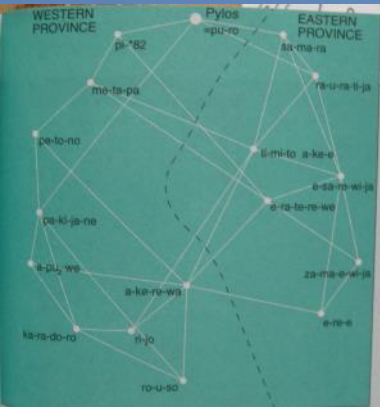 WESTERN
PROVINCE
Pylos
=pu-ro
EASTERN
PROVINCE
pi-*82
sa-ma-ra
me-ta-pa
ra-u-ra-ti-ja
pe-to-no
ti-mi-to a-ke-e
e-sa-re-wi-ja
pa-ki-ja-ne
e-ra-te-re-we
a-pu₂ we
za-ma-e-wi-ja
a-ke-re-wa
e-re-e
ka-ra-do-ro
ri-jo
ro-u-so